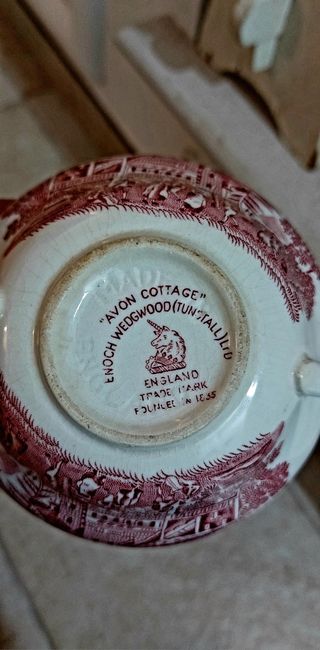 "AVON COTTAGE"
ENOCH WEDGWOOD (TUNSTALL) LTD
ENGLAND
TRADE MARK
FOUNDED IN 1835